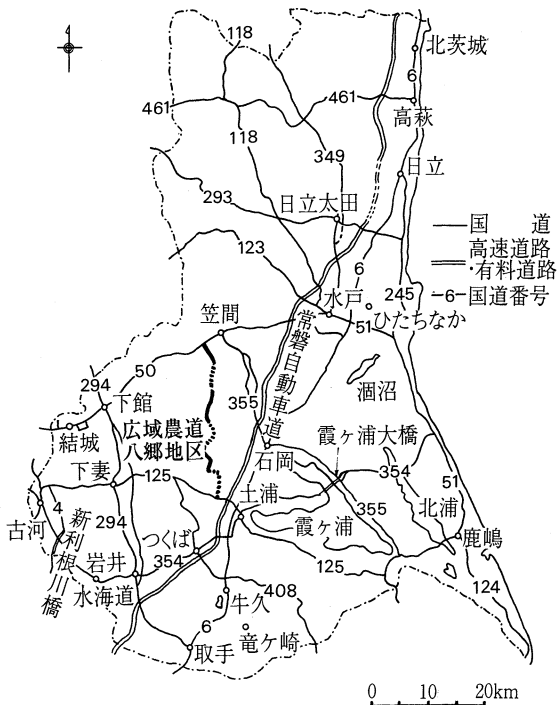 118
北茨城
6
461
461
高萩
118
349
日立
293
日立太田
国道
高速道路
・有料道路
6 国道番号
123
6
245
水戸
ひたちなか
笠間
51
常磐自動車道
涸沼
50
294
355
下館
広域農道
八郷地区
霞ヶ浦大橋
結城
石岡
下妻
125
354
51
土浦
北浦
古河
4
新利根川橋
294
つくば
霞ヶ浦
355
鹿嶋
岩井
354
125
水海道
408
124
牛久
6
竜ケ崎
取手
0 10 20km